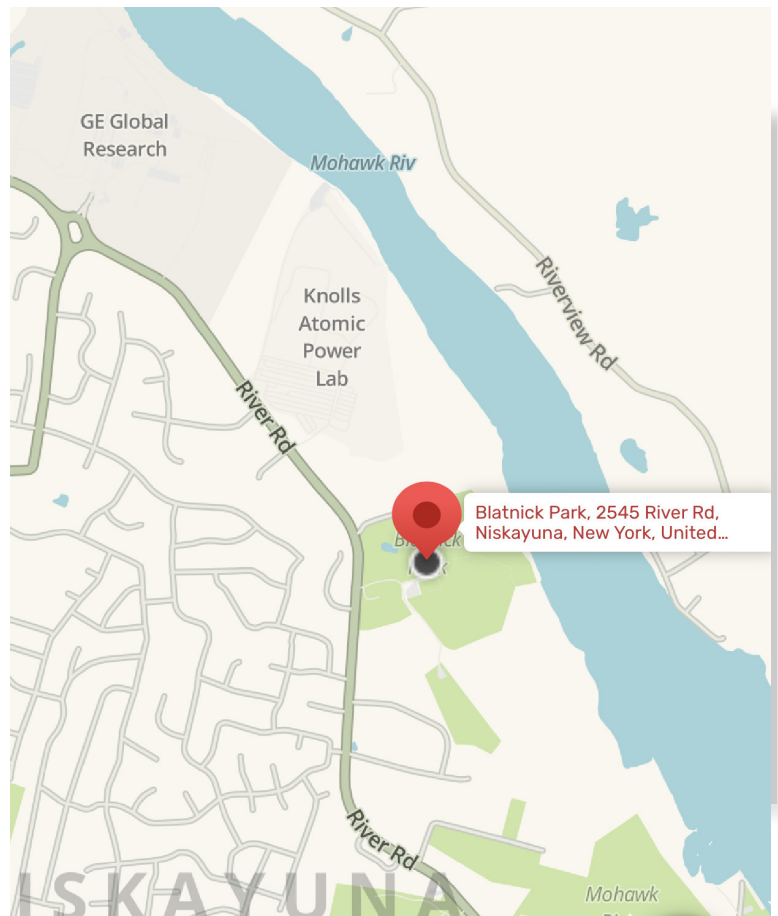 GE Global
Research
Mohawk Riv
Riverview Rd
Knolls
Atomic
Power
Lab
River Rd
Blatnick Park, 2545 River Rd,
Niskayuna, New York, United...
River Rd
ISKAYUNA
Mohawk